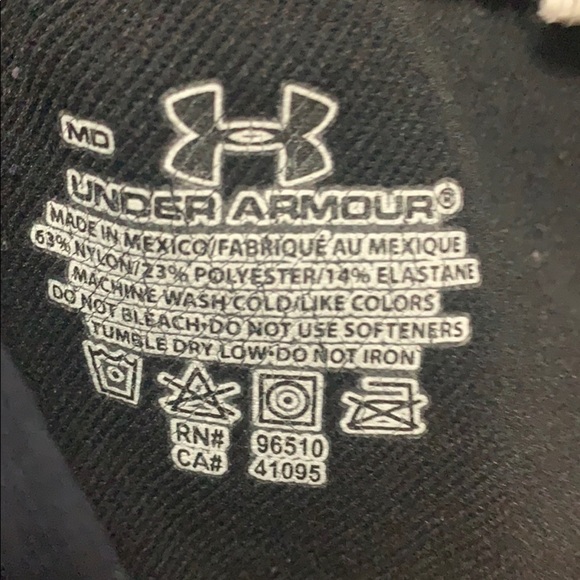 MD
UNDER ARMOUR®
MADE IN MEXICO/FABRIQUÉ AU MEXIQUE
63% NYLON/23% POLYESTER/14% ELASTANE
MACHINE WASH COLD/LIKE COLORS
DO NOT BLEACH•DO NOT USE SOFTENERS
TUMBLE DRY LOW•DO NOT IRON
RN# 96510
CA# 41095